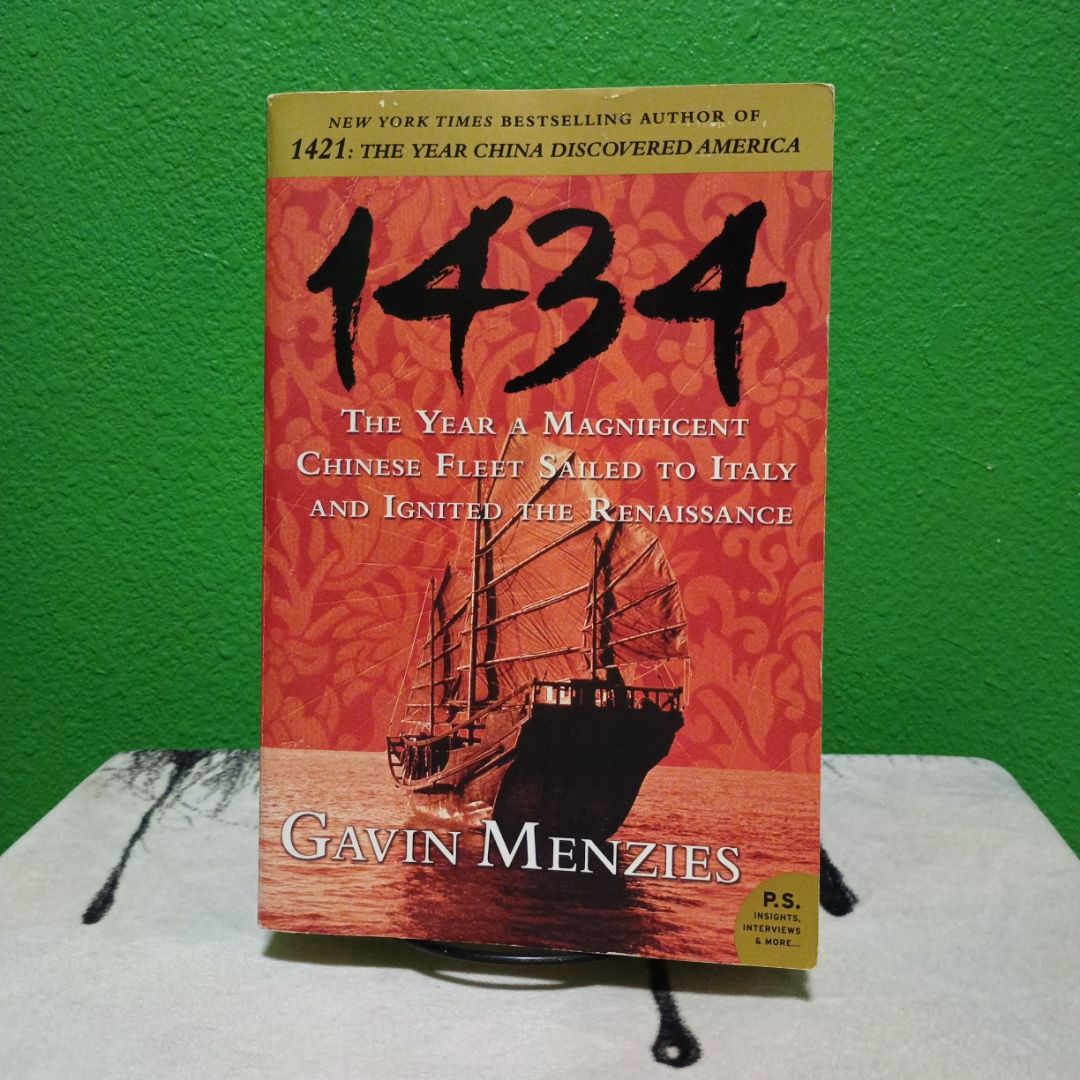 NEW YORK TIMES BESTSELLING AUTHOR OF
1421: THE YEAR CHINA DISCOVERED AMERICA
1434
THE YEAR A MAGNIFICENT
CHINESE FLEET SAILED TO ITALY
AND IGNITED THE RENAISSANCE
GAVIN MENZIES
P.S.
INSIGHTS,
INTERVIEWS
& MORE...